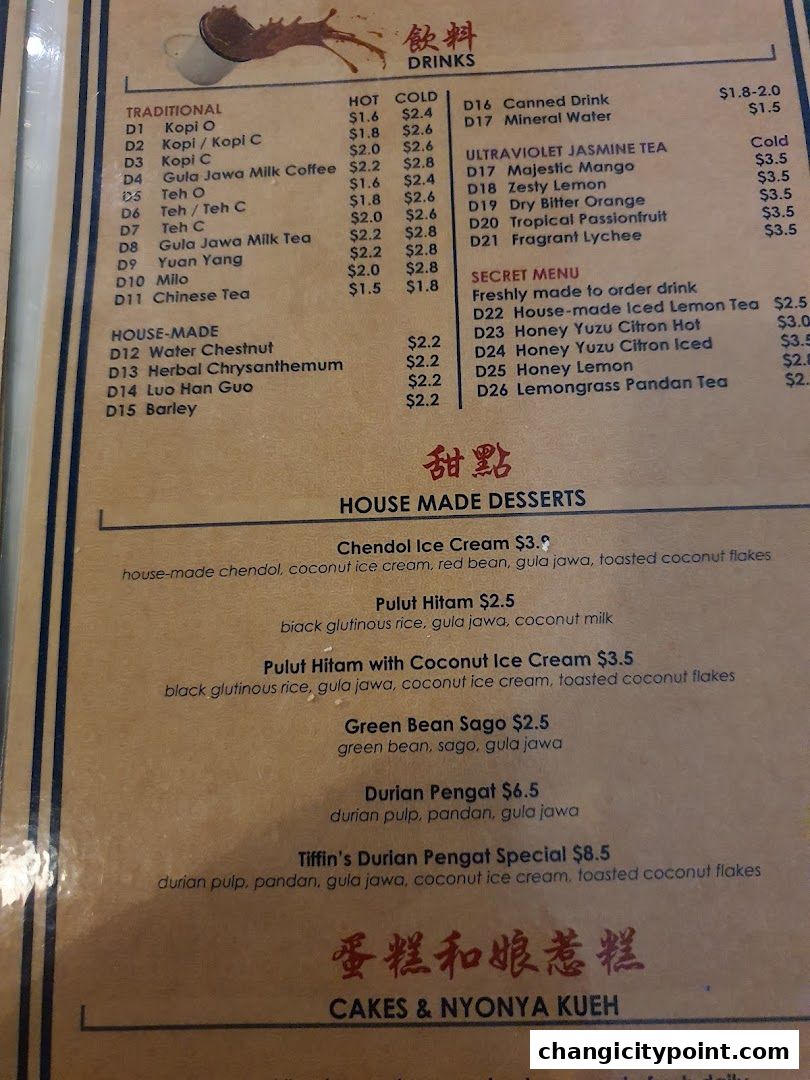 飲料
DRINKS
TRADITIONAL HOT COLD
D1 Kopi O $1.6 $2.4
D2 Kopi / Kopi C $1.8 $2.6
D3 Kopi C $2.0 $2.6
D4 Gula Jawa Milk Coffee $2.2 $2.8
D5 Teh O $1.6 $2.4
D6 Teh / Teh C $1.8 $2.6
D7 Teh C $2.0 $2.6
D8 Gula Jawa Milk Tea $2.2 $2.8
D9 Yuan Yang $2.2 $2.8
D10 Milo $2.0 $2.8
D11 Chinese Tea $1.5 $1.8
HOUSE-MADE
D12 Water Chestnut $2.2
D13 Herbal Chrysanthemum $2.2
D14 Luo Han Guo $2.2
D15 Barley $2.2
D16 Canned Drink $1.8-2.0
D17 Mineral Water $1.5
ULTRAVIOLET JASMINE TEA Cold
D17 Majestic Mango $3.5
D18 Zesty Lemon $3.5
D19 Dry Bitter Orange $3.5
D20 Tropical Passionfruit $3.5
D21 Fragrant Lychee $3.5
SECRET MENU
Freshly made to order drink
D22 House-made Iced Lemon Tea $2.5
D23 Honey Yuzu Citron Hot $3.0
D24 Honey Yuzu Citron Iced $3.5
D25 Honey Lemon $2.
D26 Lemongrass Pandan Tea $2.
甜點
HOUSE MADE DESSERTS
Chendol Ice Cream
house-made chendol, coconut ice cream, red bean, gula jawa, toasted coconut flakes
Pulut Hitam $2.5
black glutinous rice, gula jawa, coconut milk
Pulut Hitam with Coconut Ice Cream $3.5
black glutinous rice, gula jawa, coconut ice cream, toasted coconut flakes
Green Bean Sago $2.5
green bean, sago, gula jawa
Durian Pengat $6.5
durian pulp, pandan, gula jawa
Tiffin's Durian Pengat Special $8.5
durian pulp, pandan, gula jawa, coconut ice cream, toasted coconut flakes
蛋糕和娘惹糕
CAKES & NYONYA KUEH
changicitypoint.com